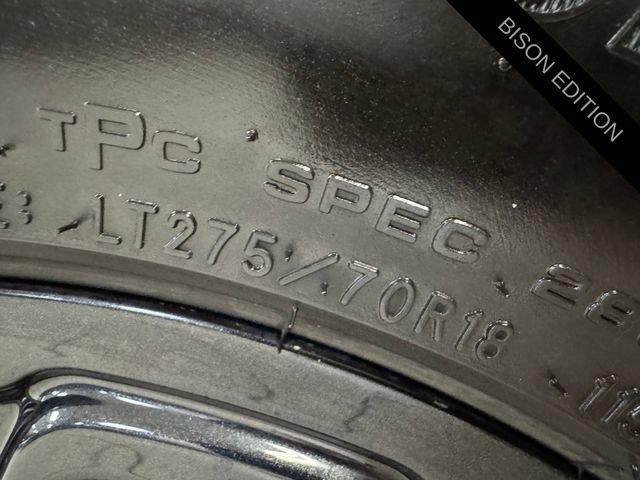 BISON EDITION
TPC SPEC
LT275/70R18